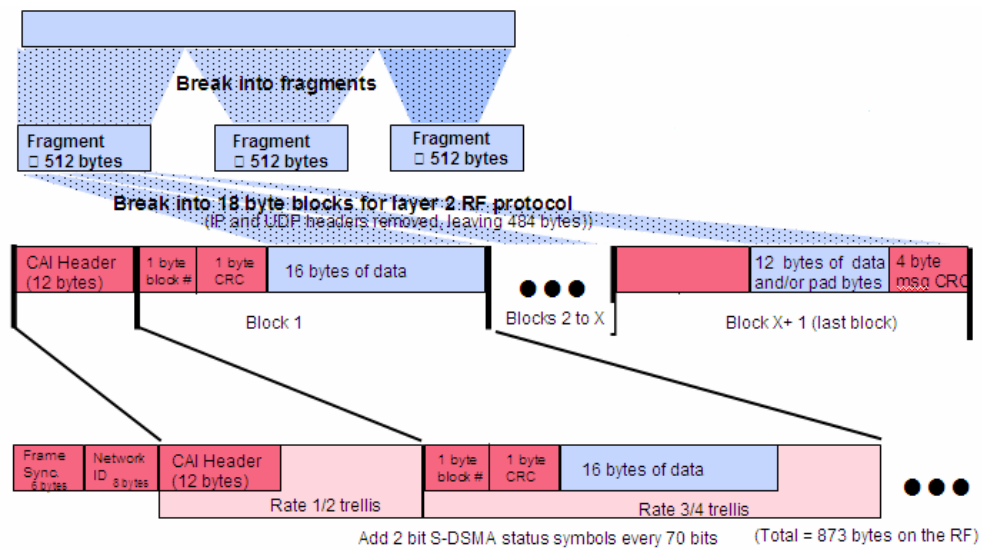 Break into fragments
Fragment
□ 512 bytes
Fragment
□ 512 bytes
Fragment
□ 512 bytes
Break into 18 byte blocks for layer 2 RF protocol
(IP and UDP headers removed, leaving 484 bytes))
CAI Header
(12 bytes)
1 byte
block #
1 byte
CRC
16 bytes of data
12 bytes of data
and/or pad bytes
4 byte
msg CRC
Block 1
Blocks 2 to X
Block X+ 1 (last block)
Frame
Sync.
6 bytes
Network
ID
8 bytes
CAI Header
(12 bytes)
Rate 1/2 trellis
1 byte
block #
1 byte
CRC
16 bytes of data
Rate 3/4 trellis
Add 2 bit S-DSMA status symbols every 70 bits
(Total = 873 bytes on the RF)